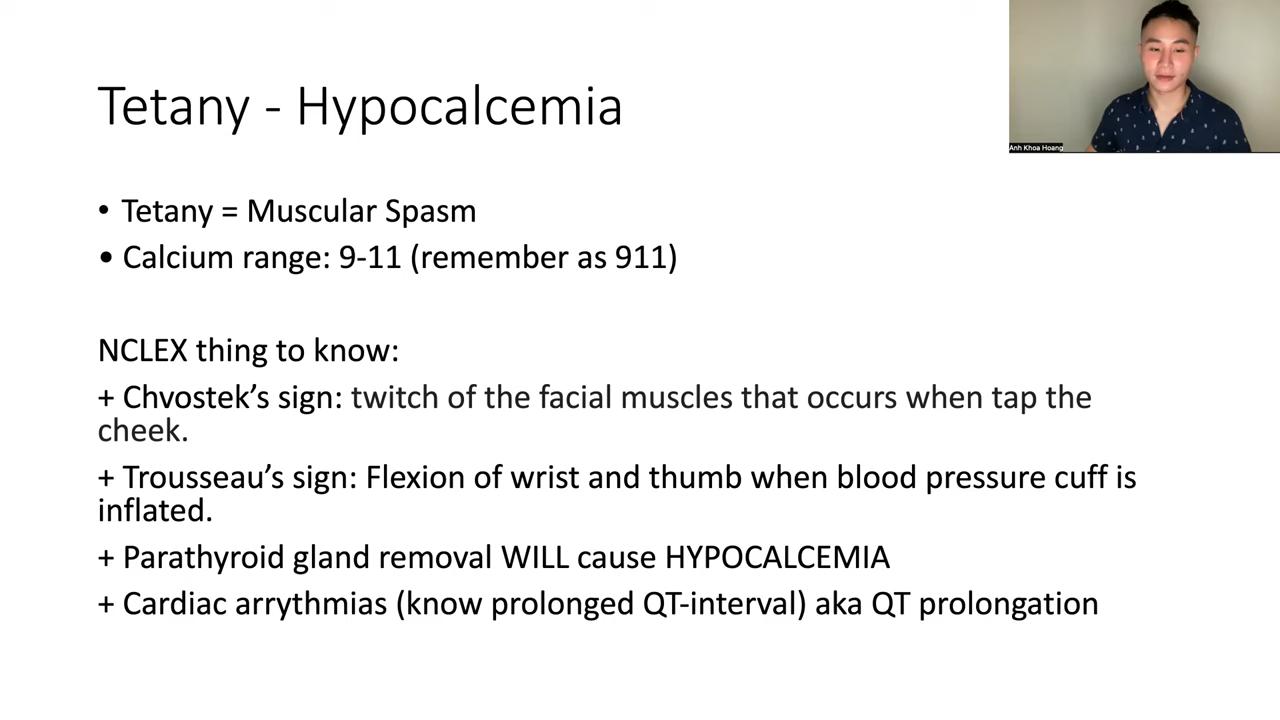 Tetany - Hypocalcemia
Anh Khoa Hoang
• Tetany = Muscular Spasm
• Calcium range: 9-11 (remember as 911)
NCLEX thing to know:
+ Chvostek’s sign: twitch of the facial muscles that occurs when tap the
cheek.
+ Trousseau’s sign: Flexion of wrist and thumb when blood pressure cuff is
inflated.
+ Parathyroid gland removal WILL cause HYPOCALCEMIA
+ Cardiac arrythmias (know prolonged QT-interval) aka QT prolongation